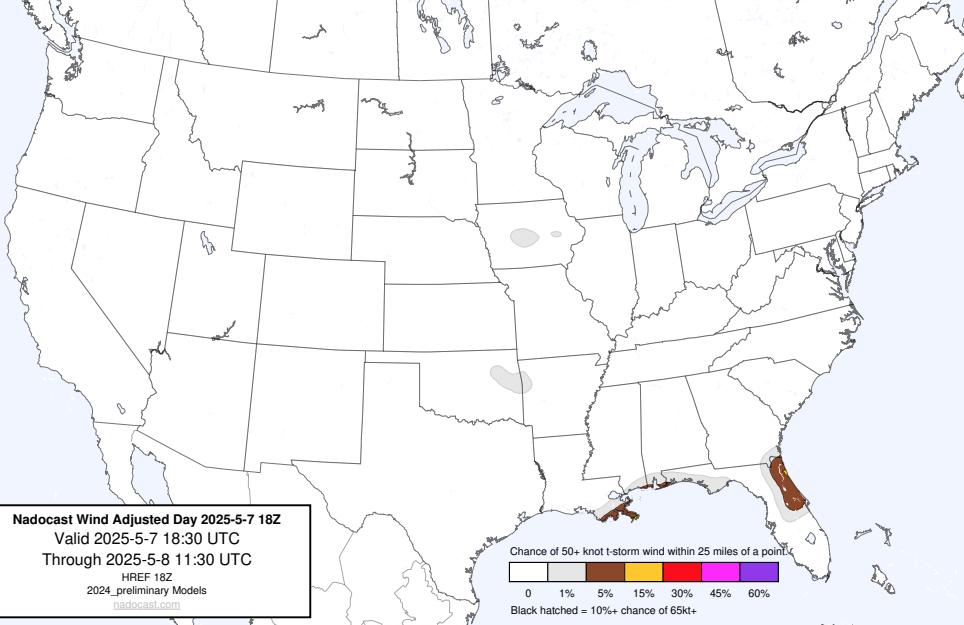 Nadocast Wind Adjusted Day 2025-5-7 18Z
Valid 2025-5-7 18:30 UTC
Through 2025-5-8 11:30 UTC
HREF 18Z
2024_preliminary Models
nadocast.com
Chance of 50+ knot t-storm wind within 25 miles of a point.
0 1% 5% 15% 30% 45% 60%
Black hatched = 10%+ chance of 65kt+